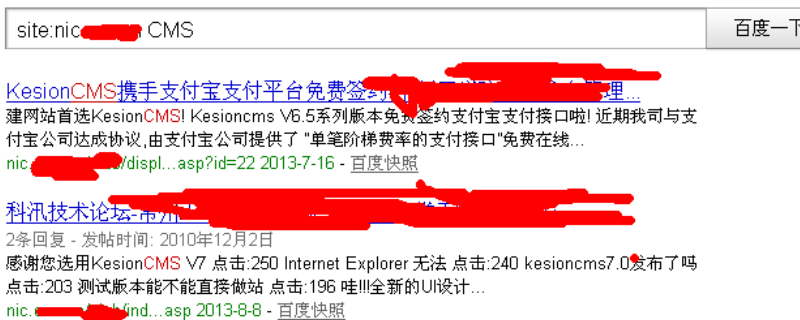 site:nic CMS
百度一下
KesionCMS携手支付宝支付平台免费签约 管理...
建网站首选KesionCMS! Kesioncms V6.5系列版本免费签约支付宝支付接口啦! 近期我司与支
付宝公司达成协议,由支付宝公司提供了 "单笔阶梯费率的支付接口"免费在线...
nic. /displ...asp?id=22 2013-7-16 - 百度快照
科汛技术论坛-常州
2条回复 - 发帖时间: 2010年12月2日
感谢您选用KesionCMS V7 点击:250 Internet Explorer 无法 点击:240 kesioncms7.0发布了吗
点击:203 测试版本能不能直接做站 点击:196 哇!!!全新的UI设计...
nic. /ind...asp 2013-8-8 - 百度快照